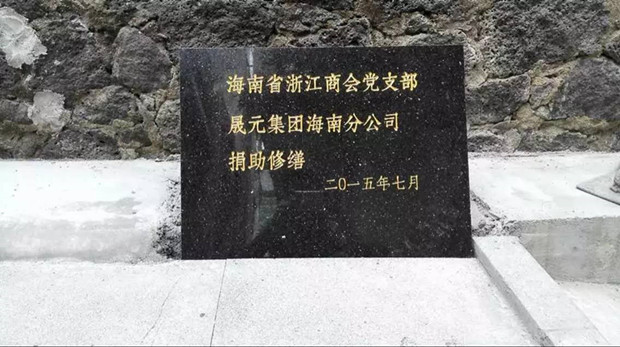 海南省浙江商会党支部
晟元集团海南分公司
捐助修缮
二〇一五年七月